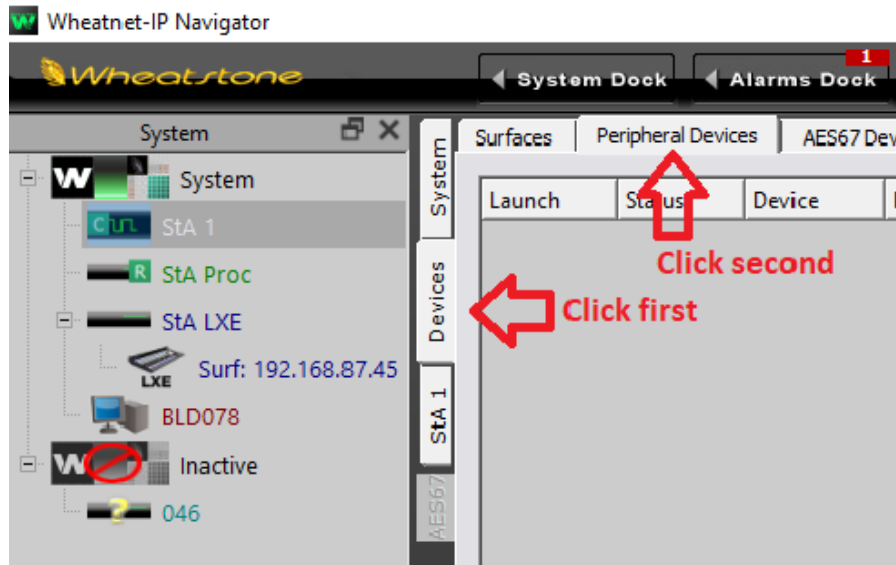 Wheatnet-IP Navigator
Wheatstone
System Dock
Alarms Dock
1
System
System
C
StA 1
R
StA Proc
StA LXE
LXE
Surf: 192.168.87.45
BLD078
W
Inactive
046
System
Devices
StA 1
AES67
Surfaces
Peripheral Devices
AES67 Dev
Launch
Status
Device
Click second
Click first